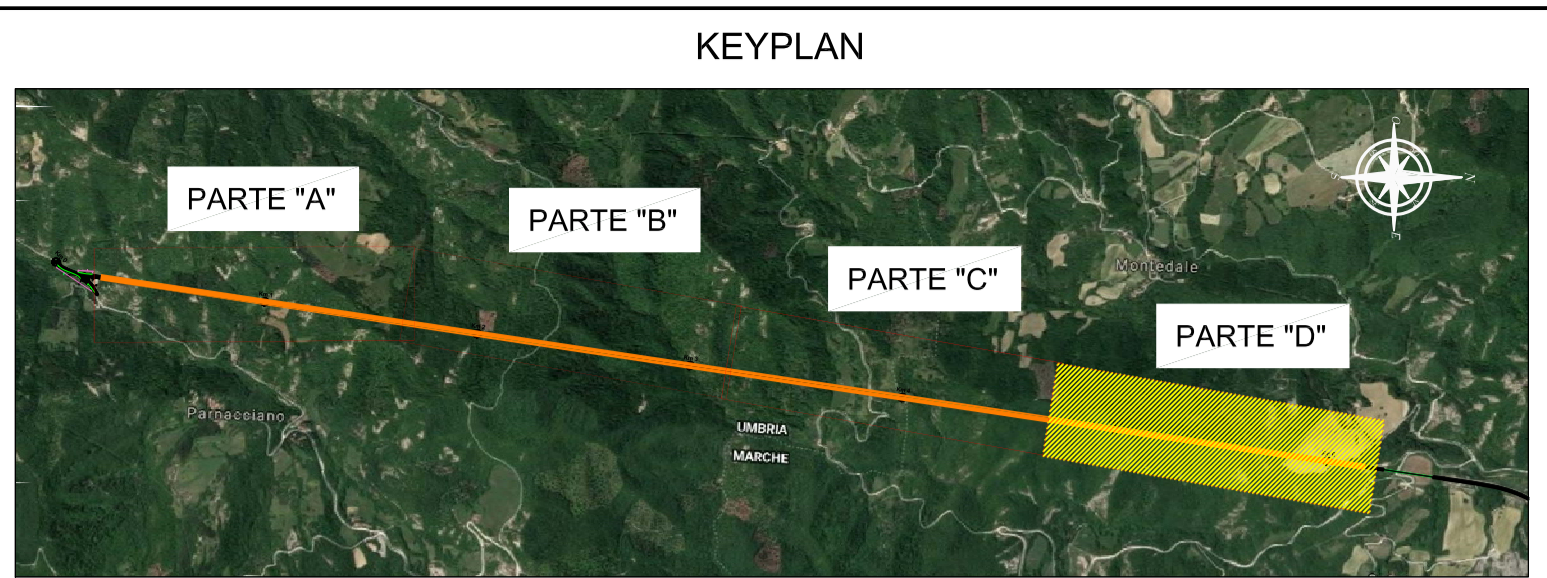 KEYPLAN
PARTE "A"
PARTE "B"
PARTE "C"
Montedale
PARTE "D"
Parnacciano
UMBRIA
MARCHE